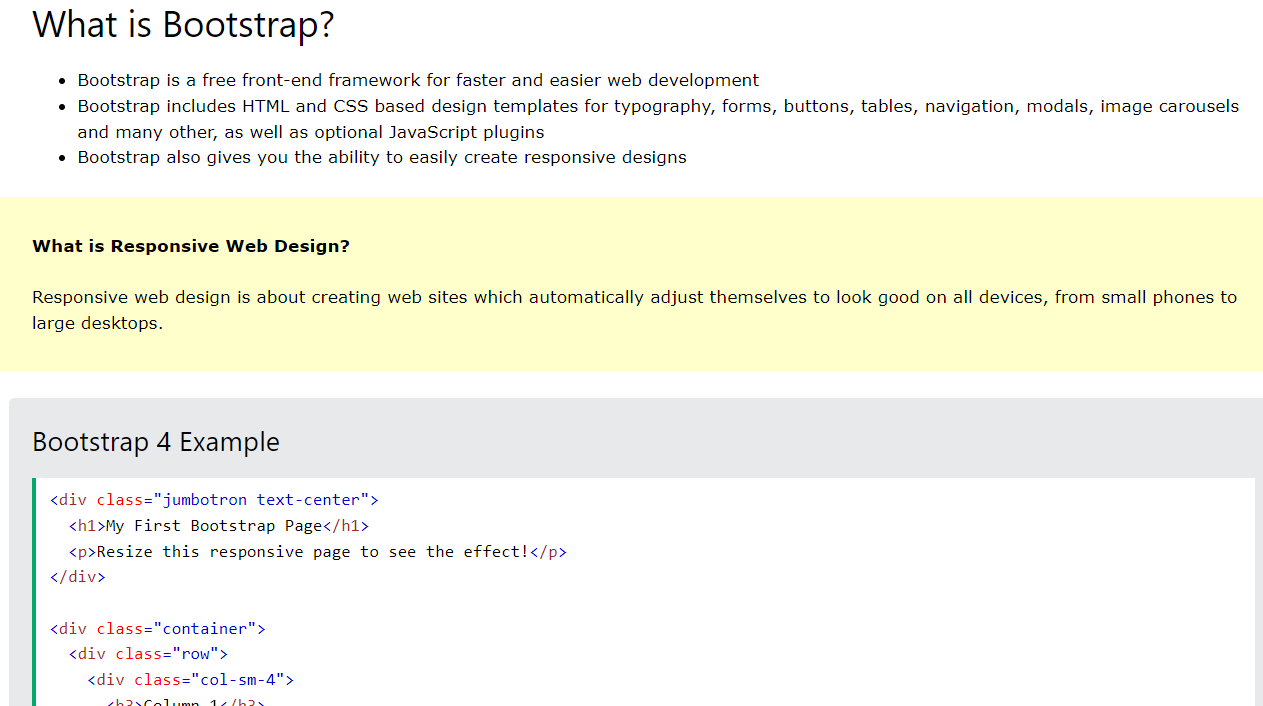 What is Bootstrap?
Bootstrap is a free front-end framework for faster and easier web development
Bootstrap includes HTML and CSS based design templates for typography, forms, buttons, tables, navigation, modals, image carousels
and many other, as well as optional JavaScript plugins
Bootstrap also gives you the ability to easily create responsive designs
What is Responsive Web Design?
Responsive web design is about creating web sites which automatically adjust themselves to look good on all devices, from small phones to
large desktops.
Bootstrap 4 Example
<div class="jumbotron text-center">
<h1>My First Bootstrap Page</h1>
<p>Resize this responsive page to see the effect!</p>
</div>
<div class="container">
<div class="row">
<div class="col-sm-4">
<h3>Column 1</h3>